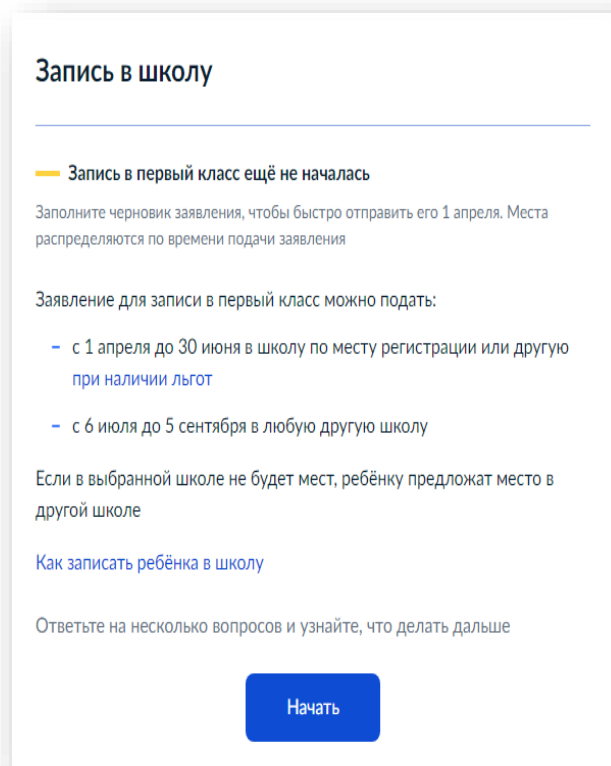 Запись в школу
Запись в первый класс ещё не началась
Заполните черновик заявления, чтобы быстро отправить его 1 апреля. Места
распределяются по времени подачи заявления
Заявление для записи в первый класс можно подать:
– с 1 апреля до 30 июня в школу по месту регистрации или другую
при наличии льгот
– с 6 июля до 5 сентября в любую другую школу
Если в выбранной школе не будет мест, ребёнку предложат место в
другой школе
Как записать ребёнка в школу
Ответьте на несколько вопросов и узнайте, что делать дальше
Начать